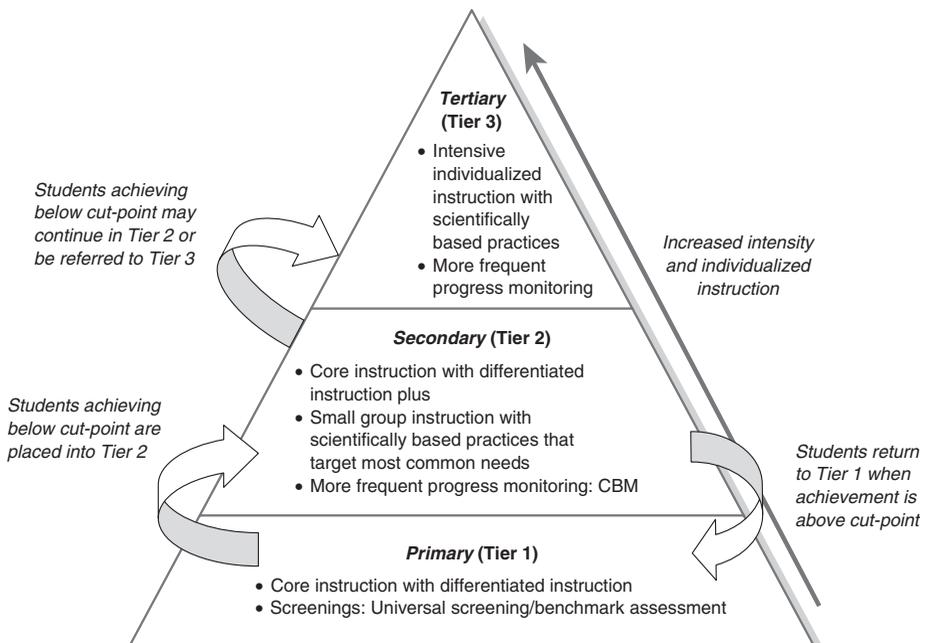 Tertiary
(Tier 3)
• Intensive
individualized
instruction with
scientifically
based practices
• More frequent
progress monitoring
Students achieving
below cut-point may
continue in Tier 2 or
be referred to Tier 3
Increased intensity
and individualized
instruction
Secondary (Tier 2)
• Core instruction with differentiated
instruction plus
• Small group instruction with
scientifically based practices that
target most common needs
• More frequent progress monitoring: CBM
Students achieving
below cut-point are
placed into Tier 2
Students return
to Tier 1 when
achievement is
above cut-point
Primary (Tier 1)
• Core instruction with differentiated instruction
• Screenings: Universal screening/benchmark assessment